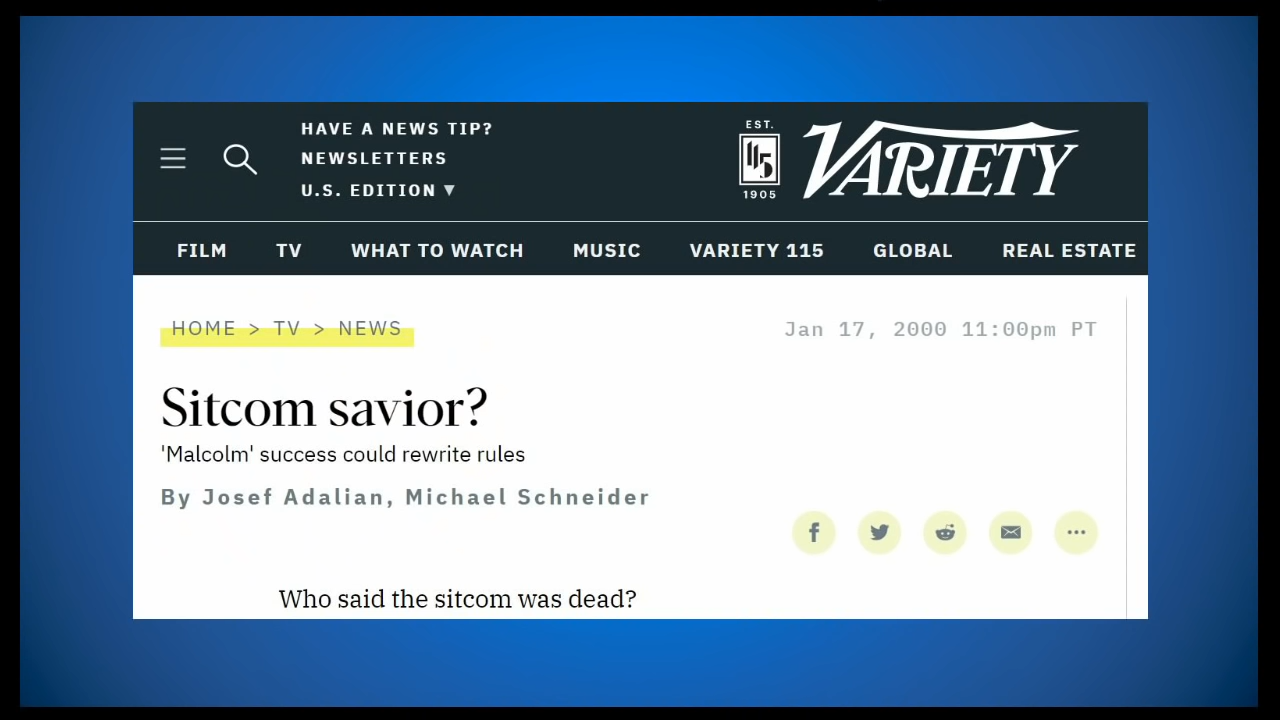 HAVE A NEWS TIP?
NEWSLETTERS
U.S. EDITION ▼
EST.
115
1905
VARIETY
FILM TV WHAT TO WATCH MUSIC VARIETY 115 GLOBAL REAL ESTATE
HOME > TV > NEWS
Jan 17, 2000 11:00pm PT
Sitcom savior?
'Malcolm' success could rewrite rules
By Josef Adalian, Michael Schneider
Who said the sitcom was dead?